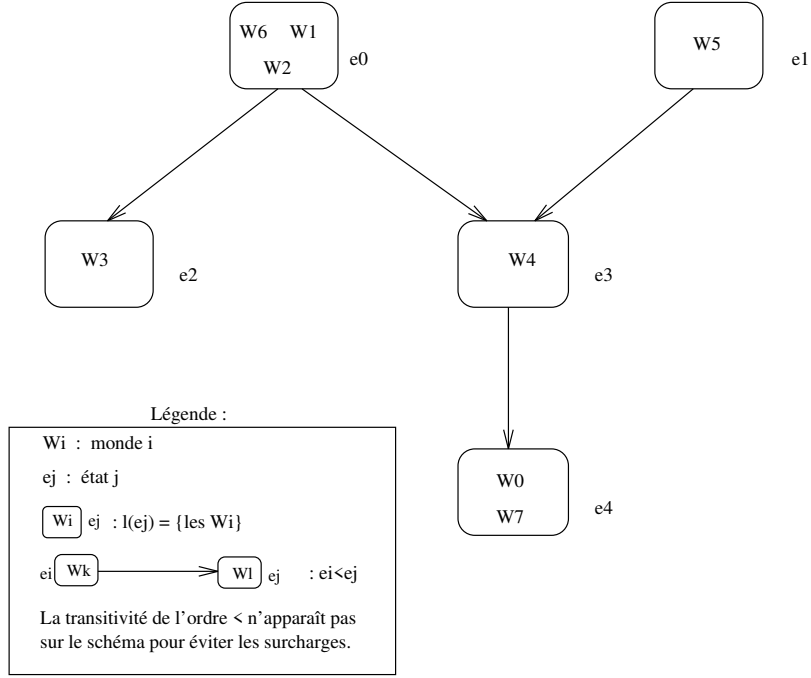 W6 W1
W2
e0
W5
e1
W3
e2
W4
e3
W0
W7
e4
Légende :
Wi : monde i
ej : état j
Wi ej : l(ej) = {les Wi}
ei Wk Wl ej : ei<ej
La transitivité de l'ordre < n'apparaît pas
sur le schéma pour éviter les surcharges.